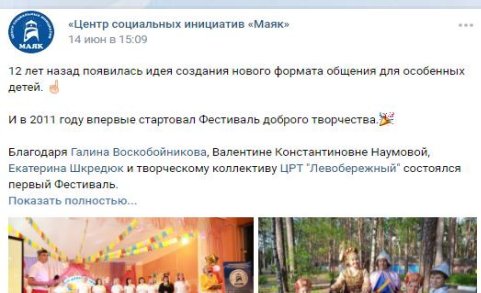 «Центр социальных инициатив «Маяк»
14 июн в 15:09
МАЯК
12 лет назад появилась идея создания нового формата общения для особенных
детей. ☝🏻
И в 2011 году впервые стартовал Фестиваль доброго творчества.🎉
Благодаря Галина Воскобойникова, Валентине Константиновне Наумовой,
Екатерина Шкредюк и творческому коллективу ЦРТ "Левобережный" состоялся
первый Фестиваль.
Показать полностью...